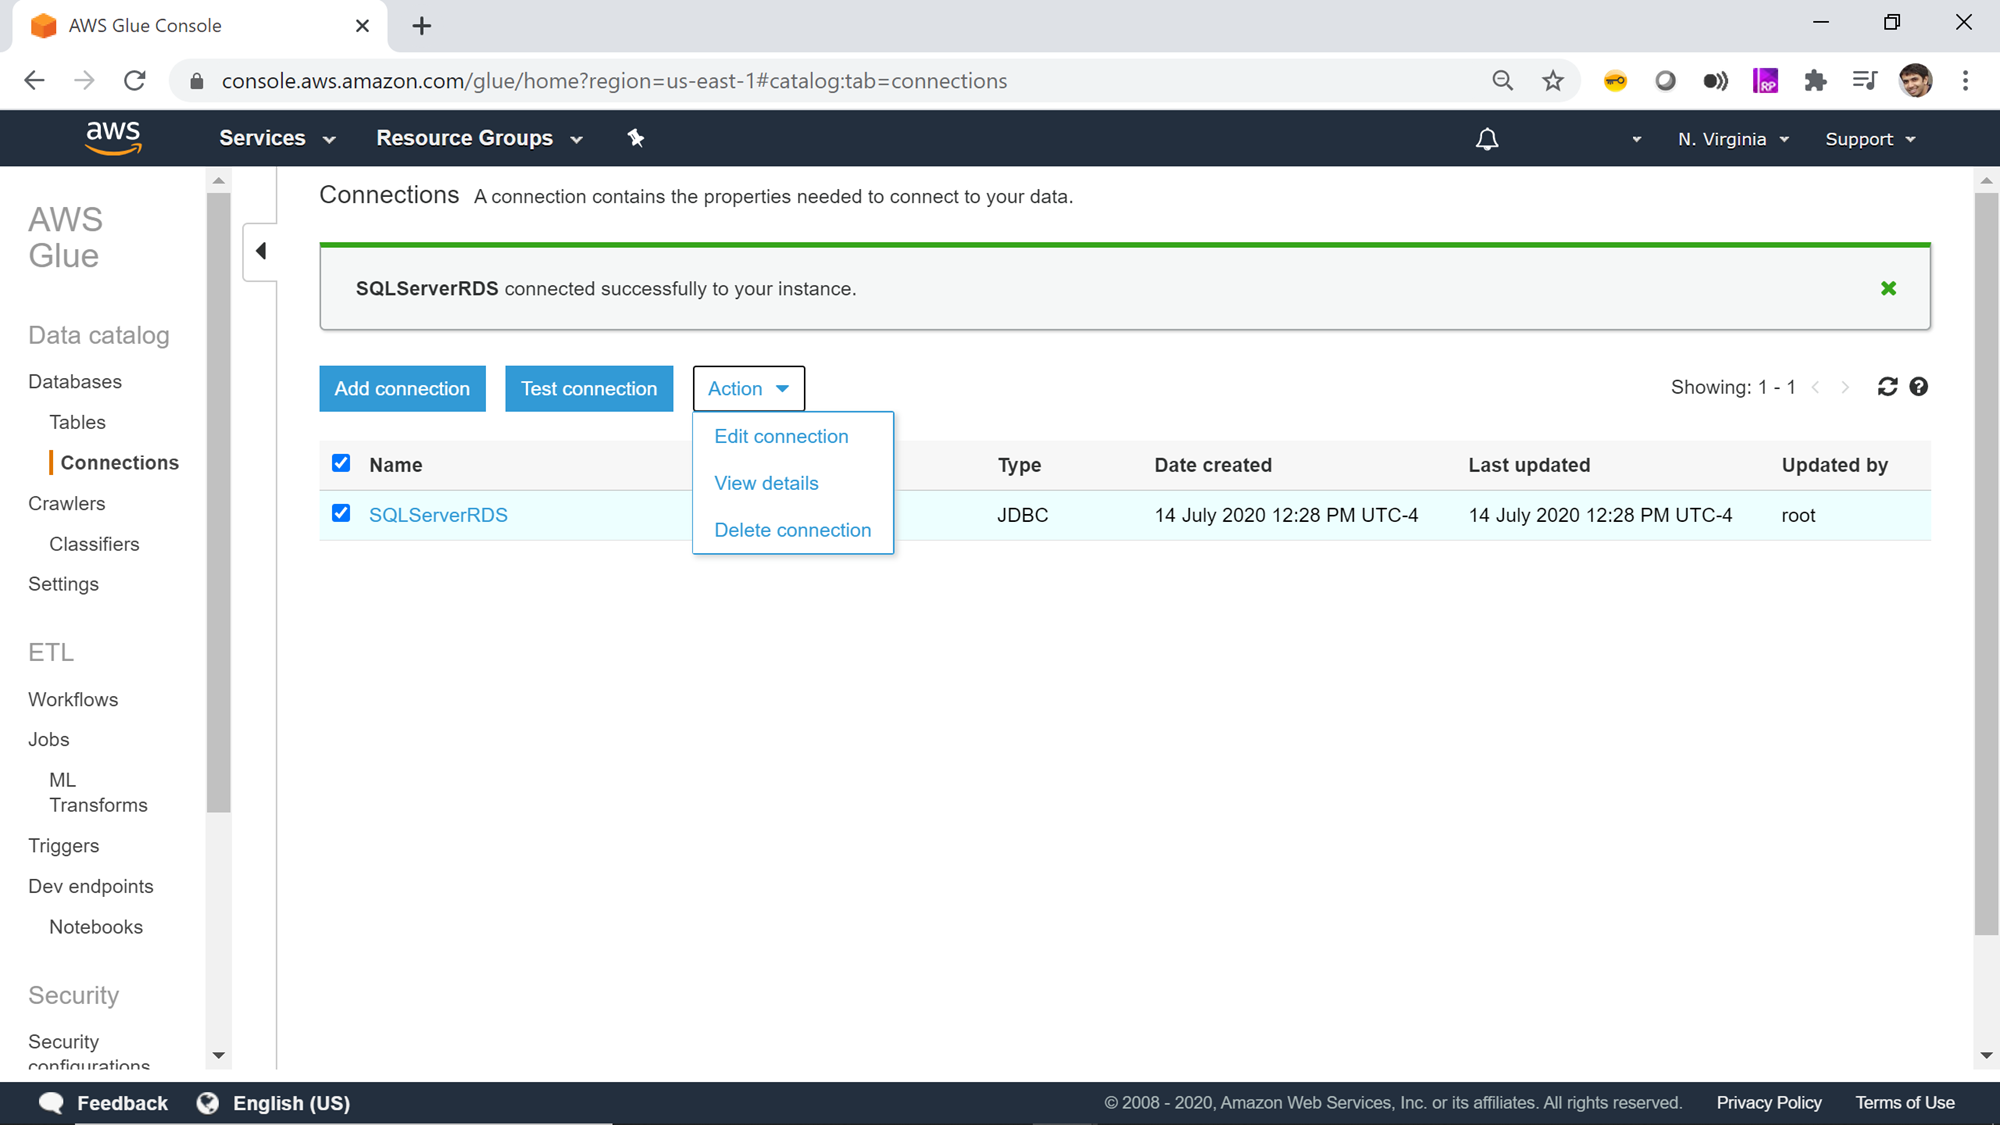 AWS Glue Console
console.aws.amazon.com/glue/home?region=us-east-1#catalog:tab=connections
RP
aws
Services
Resource Groups
N. Virginia
Support
AWS
Glue
Data catalog
Databases
Tables
Connections
Crawlers
Classifiers
Settings
ETL
Workflows
Jobs
ML
Transforms
Triggers
Dev endpoints
Notebooks
Security
Security
configurations
Connections A connection contains the properties needed to connect to your data.
SQLServerRDS connected successfully to your instance.
Add connection
Test connection
Action
Showing: 1 - 1
Edit connection
View details
Delete connection
Name Type Date created Last updated Updated by
SQLServerRDS JDBC 14 July 2020 12:28 PM UTC-4 14 July 2020 12:28 PM UTC-4 root
Feedback
English (US)
© 2008 - 2020, Amazon Web Services, Inc. or its affiliates. All rights reserved.
Privacy Policy
Terms of Use